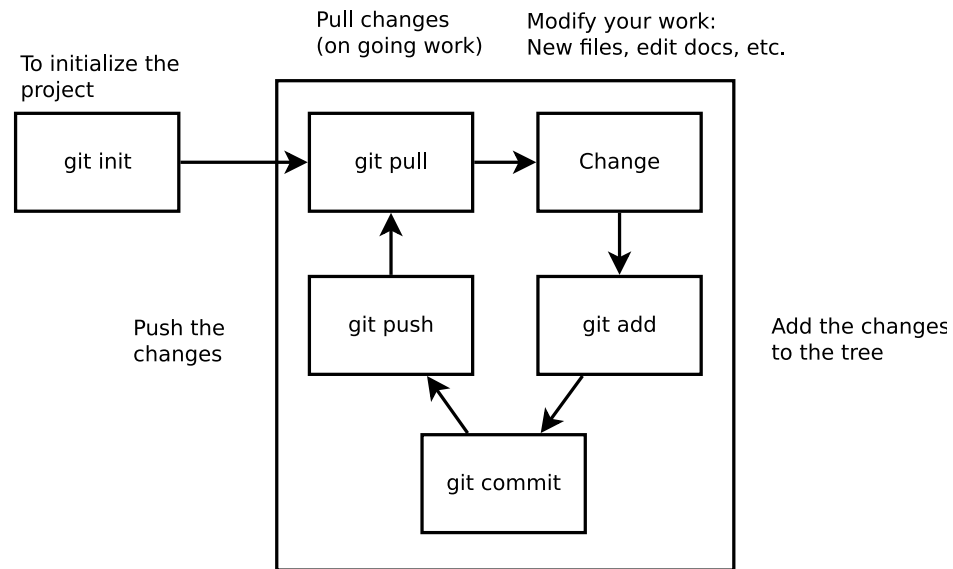 Pull changes
(on going work)
Modify your work:
New files, edit docs, etc.
To initialize the
project
git init
git pull
Change
git push
git add
Push the
changes
Add the changes
to the tree
git commit